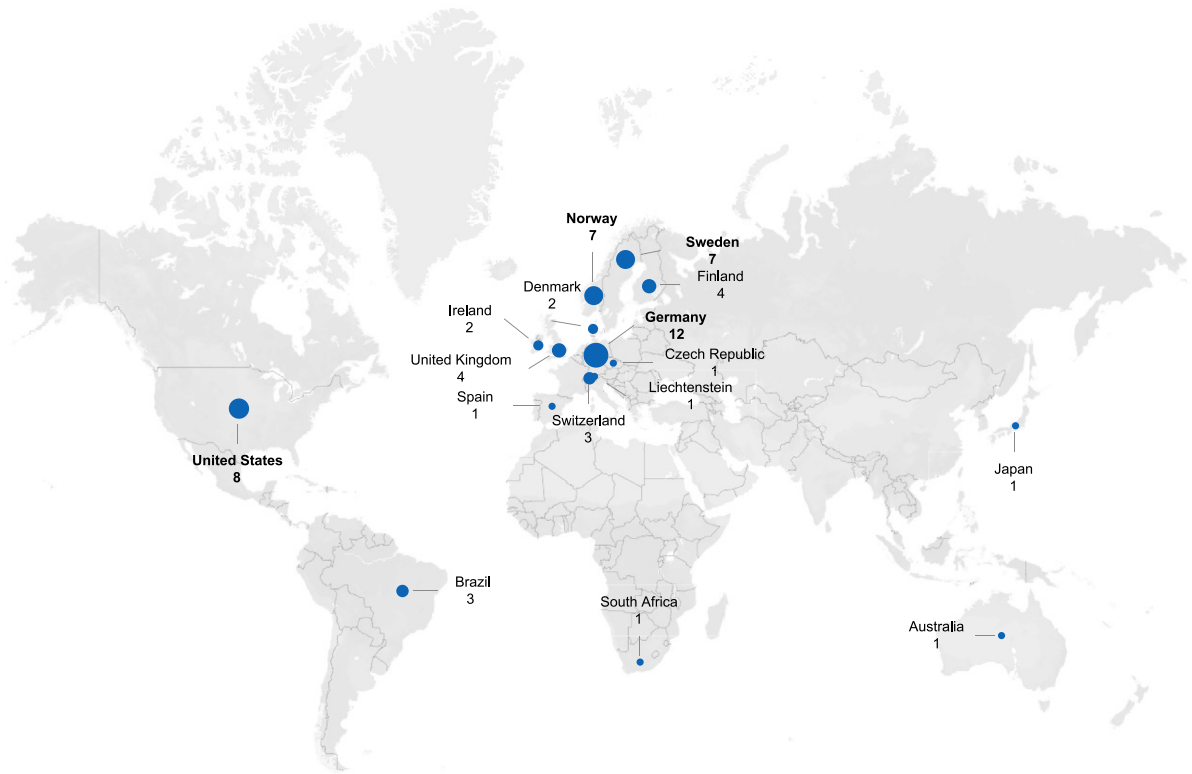 Norway
7
Sweden
7
Finland
4
Denmark
2
Ireland
2
Germany
12
United Kingdom
4
Czech Republic
1
Spain
1
Liechtenstein
1
Switzerland
3
United States
8
Japan
1
Brazil
3
South Africa
1
Australia
1